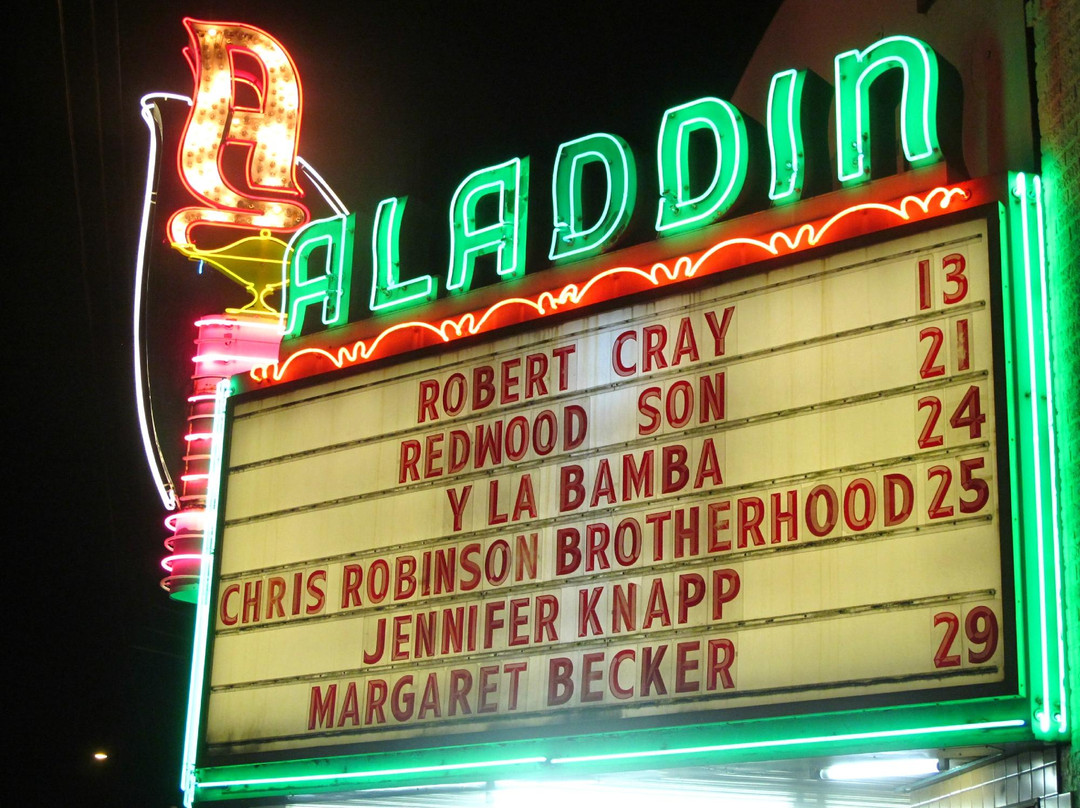 A
ALADDIN
ROBERT CRAY 13
REDWOOD SON 21
Y LA BAMBA 24
CHRIS ROBINSON BROTHERHOOD 25
JENNIFER KNAPP
MARGARET BECKER 29